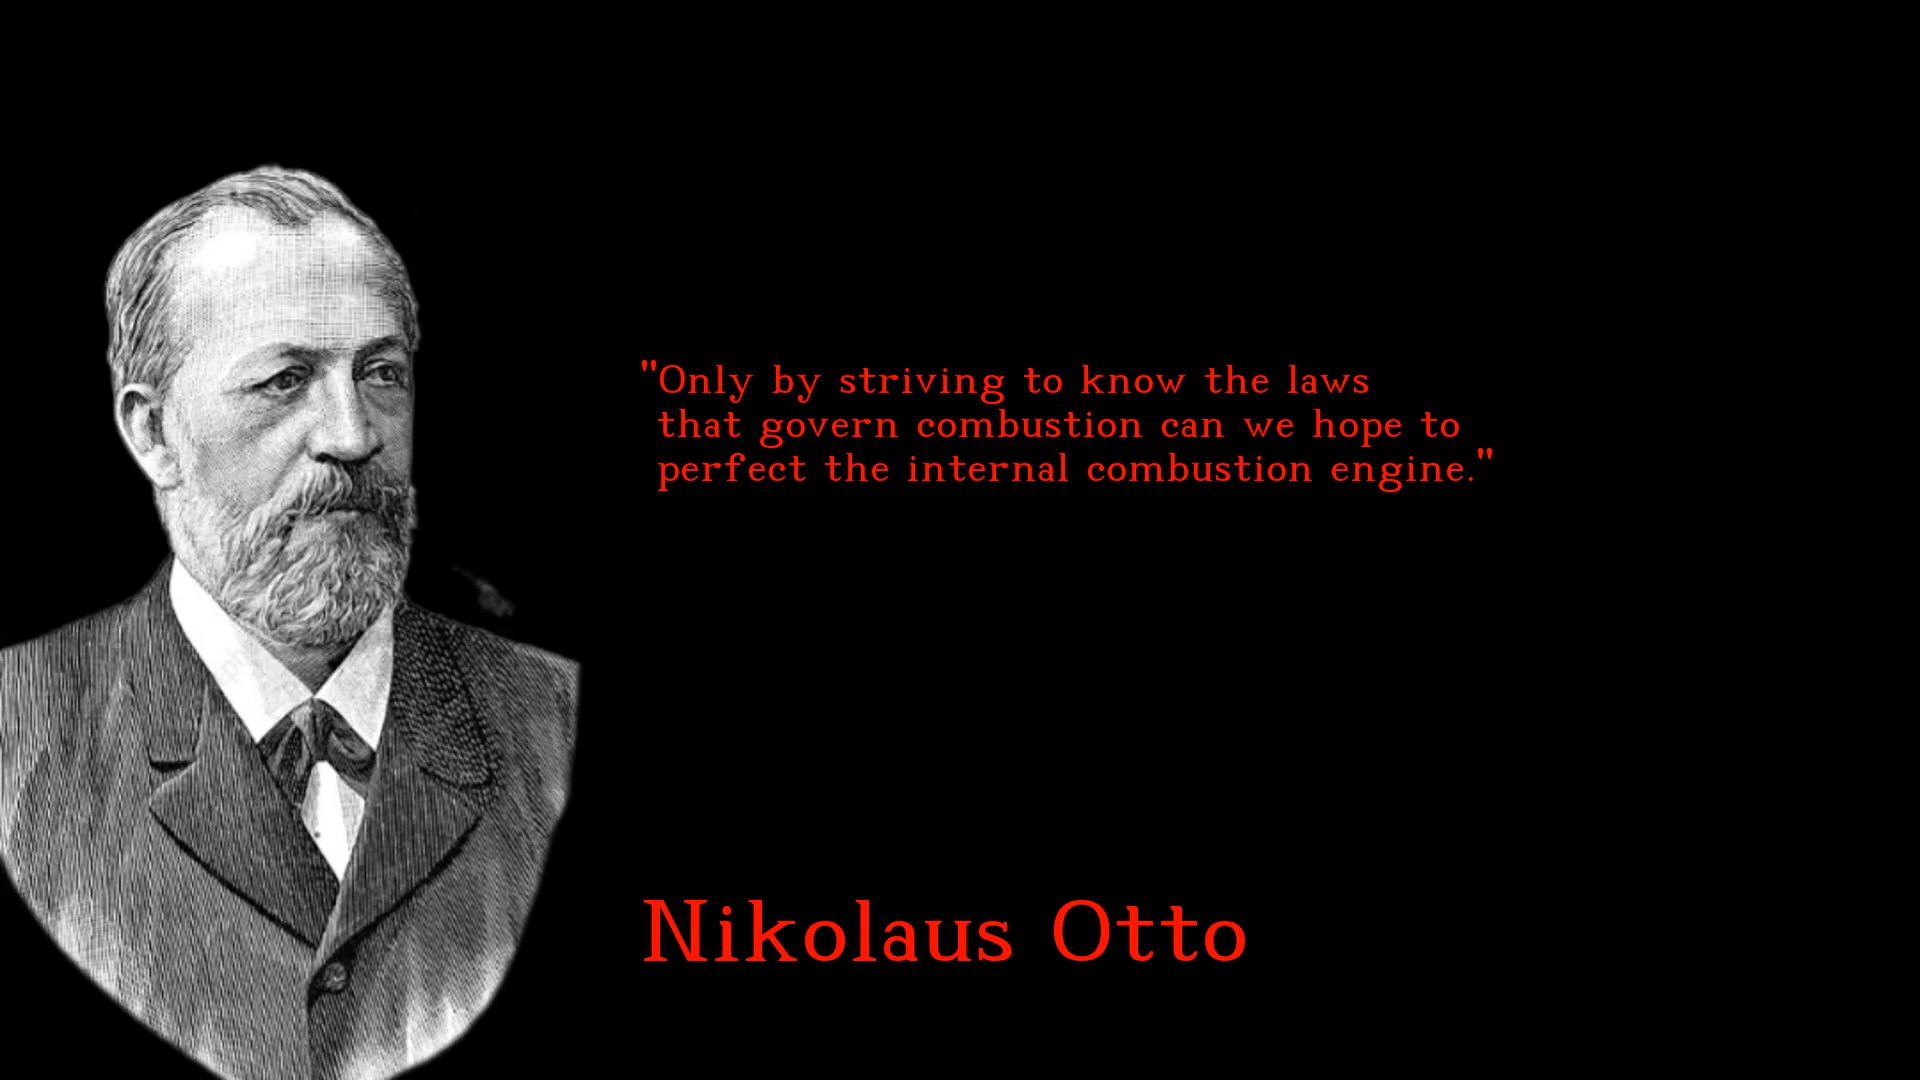 "Only by striving to know the laws
that govern combustion can we hope to
perfect the internal combustion engine."
Nikolaus Otto